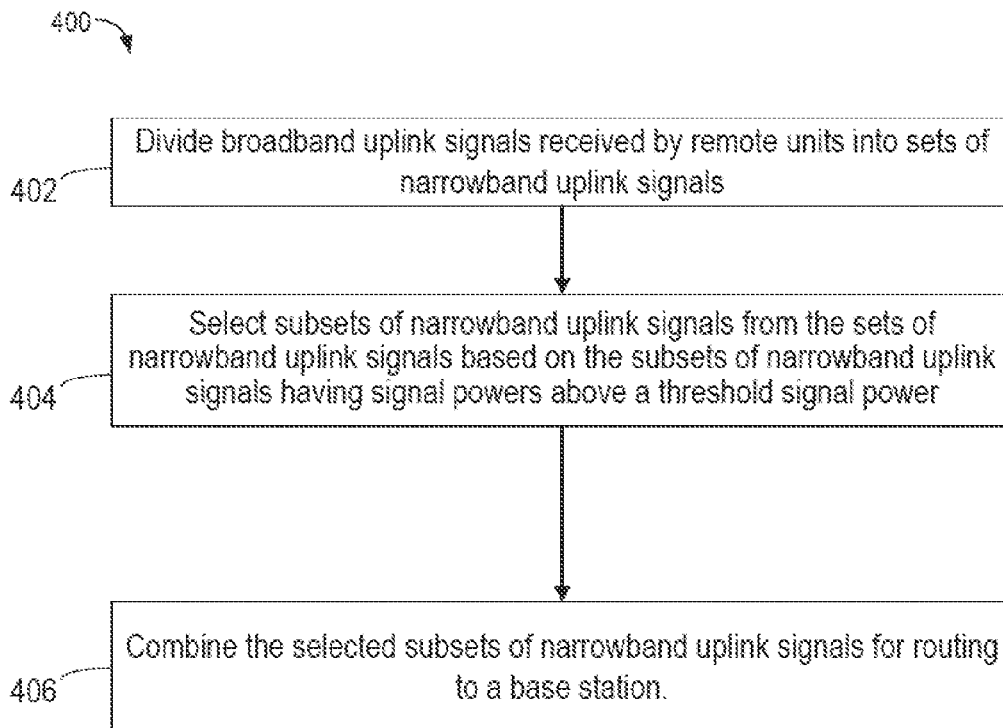 400
Divide broadband uplink signals received by remote units into sets of
narrowband uplink signals
402
Select subsets of narrowband uplink signals from the sets of
narrowband uplink signals based on the subsets of narrowband uplink
signals having signal powers above a threshold signal power
404
Combine the selected subsets of narrowband uplink signals for routing
to a base station.
406